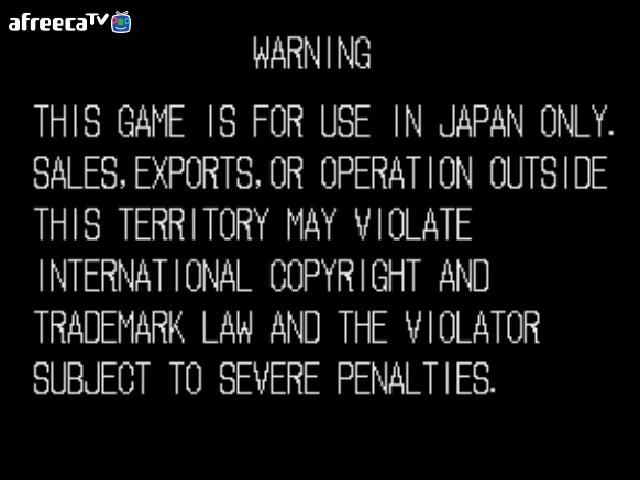 afreecaTV
WARNING
THIS GAME IS FOR USE IN JAPAN ONLY.
SALES,EXPORTS,OR OPERATION OUTSIDE
THIS TERRITORY MAY VIOLATE
INTERNATIONAL COPYRIGHT AND
TRADEMARK LAW AND THE VIOLATOR
SUBJECT TO SEVERE PENALTIES.